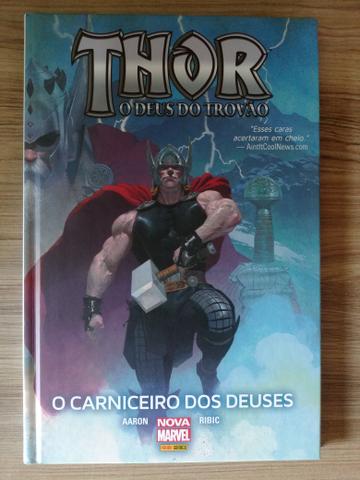 THOR
O DEUS DO TROVÃO
"Esses caras
acertaram em cheio."
— AintItCoolNews.com
O CARNICEIRO DOS DEUSES
AARON
NOVA
MARVEL
RIBIC